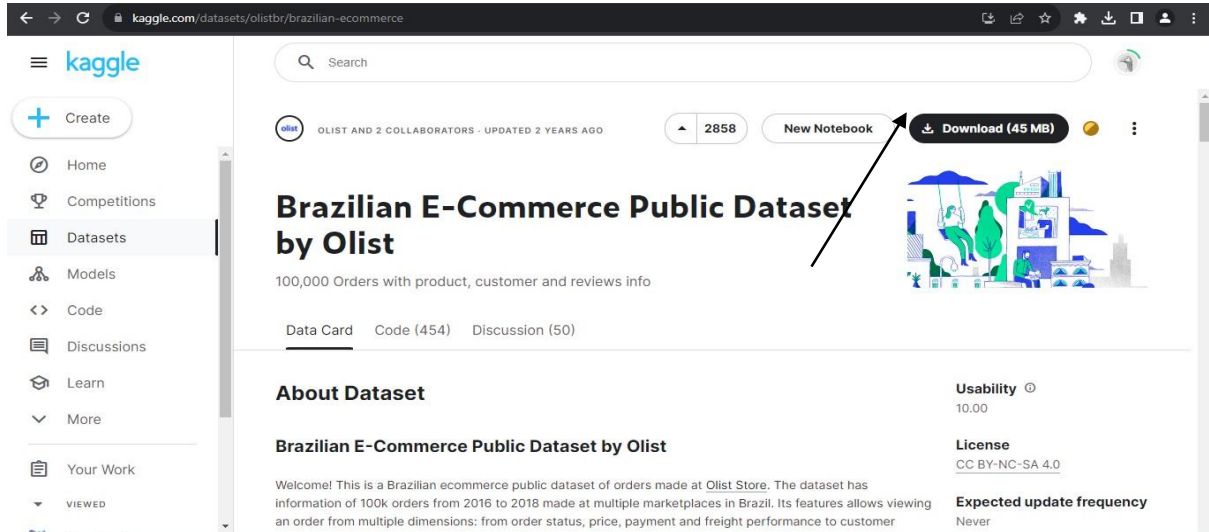 kaggle.com/datasets/olistbr/brazilian-ecommerce
kaggle
Search
Create
olist
OLIST AND 2 COLLABORATORS · UPDATED 2 YEARS AGO
2858
New Notebook
Download (45 MB)
Home
Competitions
Datasets
Models
Code
Discussions
Learn
More
Your Work
VIEWED
Brazilian E-Commerce Public Dataset
by Olist
100,000 Orders with product, customer and reviews info
Data Card
Code (454)
Discussion (50)
About Dataset
Brazilian E-Commerce Public Dataset by Olist
Welcome! This is a Brazilian ecommerce public dataset of orders made at Olist Store. The dataset has
information of 100k orders from 2016 to 2018 made at multiple marketplaces in Brazil. Its features allows viewing
an order from multiple dimensions: from order status, price, payment and freight performance to customer
Usability
10.00
License
CC BY-NC-SA 4.0
Expected update frequency
Never